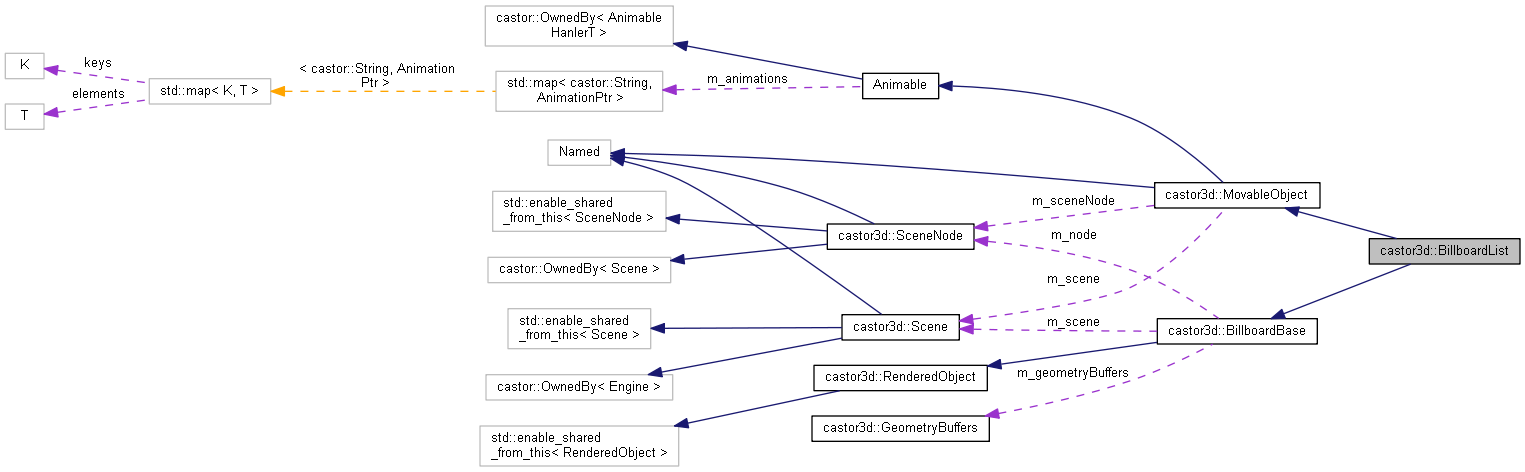 castor::OwnedBy< Animable
HanlerT >
K
keys
< castor::String, Animation
Ptr >
std::map< castor::String,
AnimationPtr >
m_animations
Animable
elements
std::map< K, T >
T
Named
castor3d::MovableObject
std::enable_shared
_from_this< SceneNode >
m_sceneNode
castor3d::SceneNode
m_node
castor3d::BillboardList
castor::OwnedBy< Scene >
m_scene
std::enable_shared
_from_this< Scene >
castor3d::Scene
m_scene
castor3d::BillboardBase
castor::OwnedBy< Engine >
castor3d::RenderedObject
m_geometryBuffers
castor3d::GeometryBuffers
std::enable_shared
_from_this< RenderedObject >